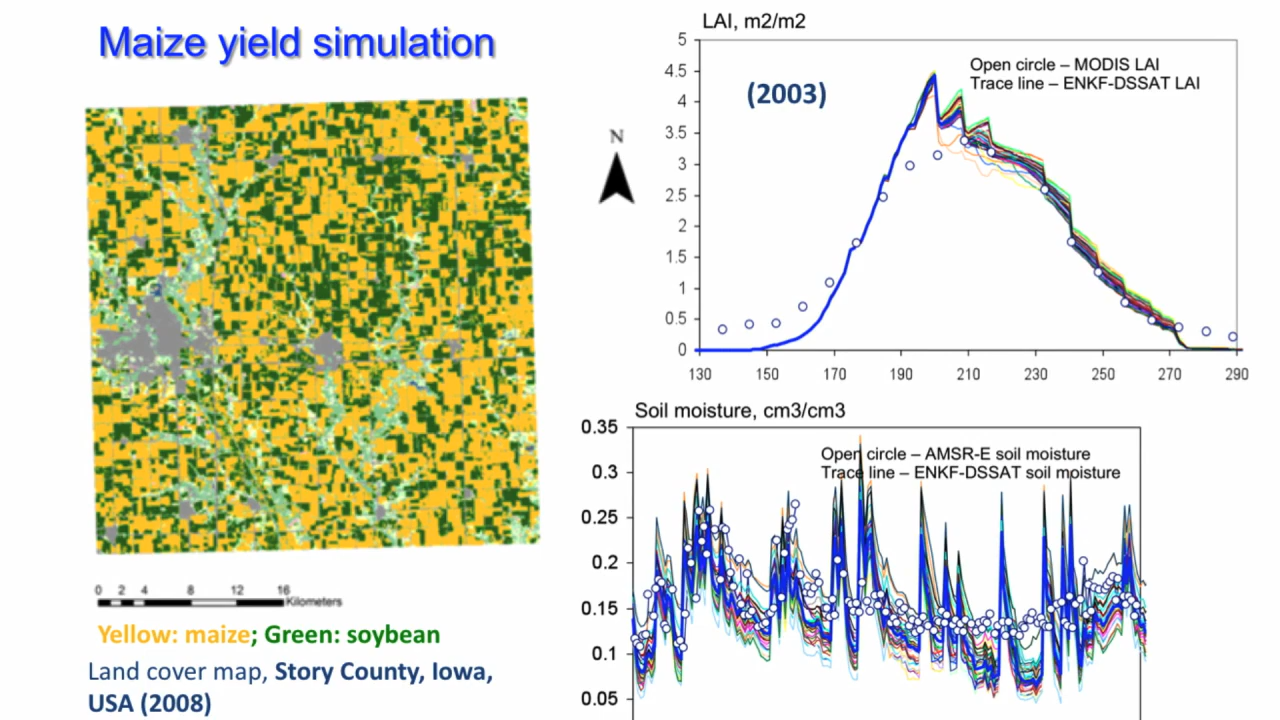 Maize yield simulation
0 2 4 8 12 16
Kilometers
Yellow: maize; Green: soybean
Land cover map, Story County, Iowa,
USA (2008)
N
LAI, m2/m2
(2003)
Open circle – MODIS LAI
Trace line – ENKF-DSSAT LAI
5
4.5
4
3.5
3
2.5
2
1.5
1
0.5
0
130 150 170 190 210 230 250 270 290
Soil moisture, cm3/cm3
Open circle – AMSR-E soil moisture
Trace line – ENKF-DSSAT soil moisture
0.35
0.3
0.25
0.2
0.15
0.1
0.05